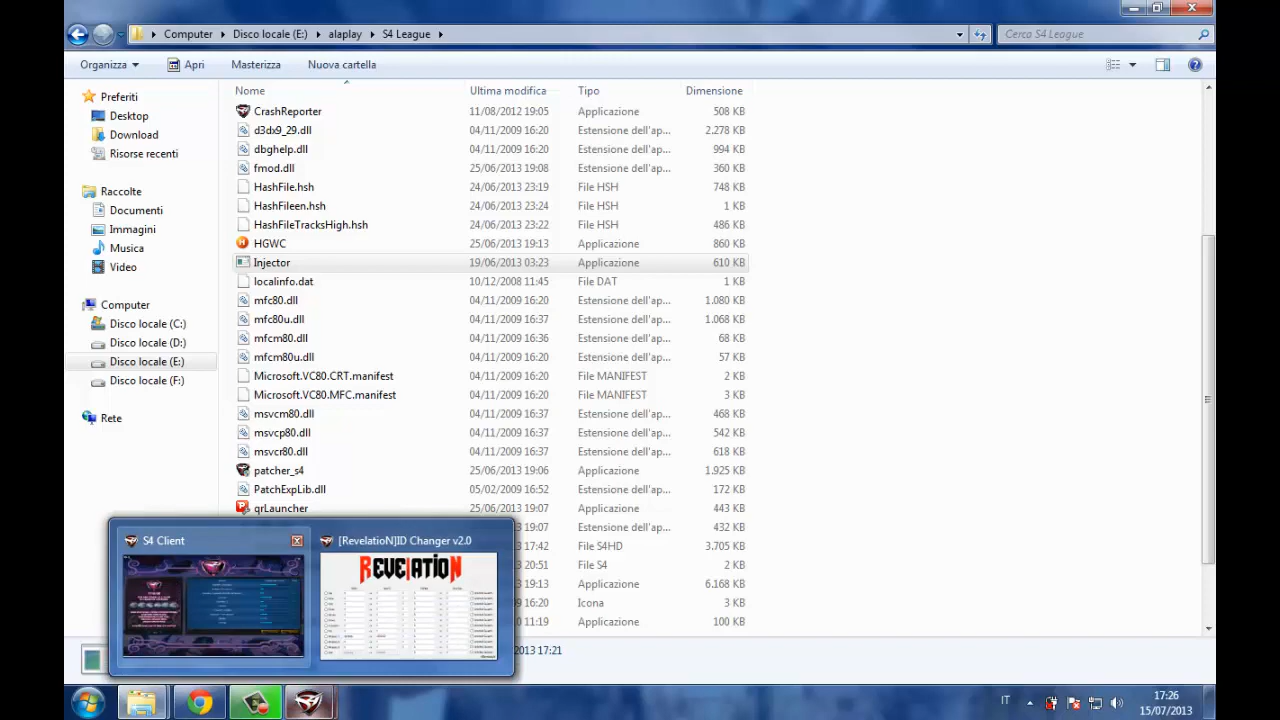 Computer ▸ Disco locale (E:) ▸ alaplay ▸ S4 League ▸
Cerca S4 League
Organizza Apri Masterizza Nuova cartella
Nome Ultima modifica Tipo Dimensione
Preferiti
Desktop
Download
Risorse recenti
Raccolte
Documenti
Immagini
Musica
Video
Computer
Disco locale (C:)
Disco locale (D:)
Disco locale (E:)
Disco locale (F:)
Rete
CrashReporter 11/08/2012 19:05 Applicazione 508 KB
d3dx9_29.dll 04/11/2009 16:20 Estensione dell'ap... 2.278 KB
dbghelp.dll 04/11/2009 16:20 Estensione dell'ap... 994 KB
fmod.dll 25/06/2013 19:08 Estensione dell'ap... 360 KB
HashFile.hsh 24/06/2013 23:19 File HSH 748 KB
HashFileen.hsh 24/06/2013 23:24 File HSH 1 KB
HashFileTracksHigh.hsh 24/06/2013 23:22 File HSH 486 KB
HGWC 25/06/2013 19:13 Applicazione 860 KB
Injector 19/06/2013 03:23 Applicazione 610 KB
localinfo.dat 10/12/2008 11:45 File DAT 1 KB
mfc80.dll 04/11/2009 16:20 Estensione dell'ap... 1.080 KB
mfc80u.dll 04/11/2009 16:37 Estensione dell'ap... 1.068 KB
mfcm80.dll 04/11/2009 16:36 Estensione dell'ap... 68 KB
mfcm80u.dll 04/11/2009 16:20 Estensione dell'ap... 57 KB
Microsoft.VC80.CRT.manifest 04/11/2009 16:20 File MANIFEST 2 KB
Microsoft.VC80.MFC.manifest 04/11/2009 16:20 File MANIFEST 3 KB
msvcm80.dll 04/11/2009 16:37 Estensione dell'ap... 468 KB
msvcp80.dll 04/11/2009 16:37 Estensione dell'ap... 542 KB
msvcr80.dll 04/11/2009 16:37 Estensione dell'ap... 618 KB
patcher_s4 25/06/2013 19:06 Applicazione 1.925 KB
PatchExpLib.dll 05/02/2009 16:52 Estensione dell'ap... 172 KB
qrLauncher 25/06/2013 19:07 Applicazione 443 KB
19:07 Estensione dell'ap... 432 KB
17:42 File S4HD 3.705 KB
20:51 File S4 2 KB
19:13 Applicazione 6.168 KB
16:20 Icona 3 KB
11:19 Applicazione 100 KB
S4 Client
[RevelatioN]ID Changer v2.0
REVElATiON
013 17:21
IT
17:26
15/07/2013